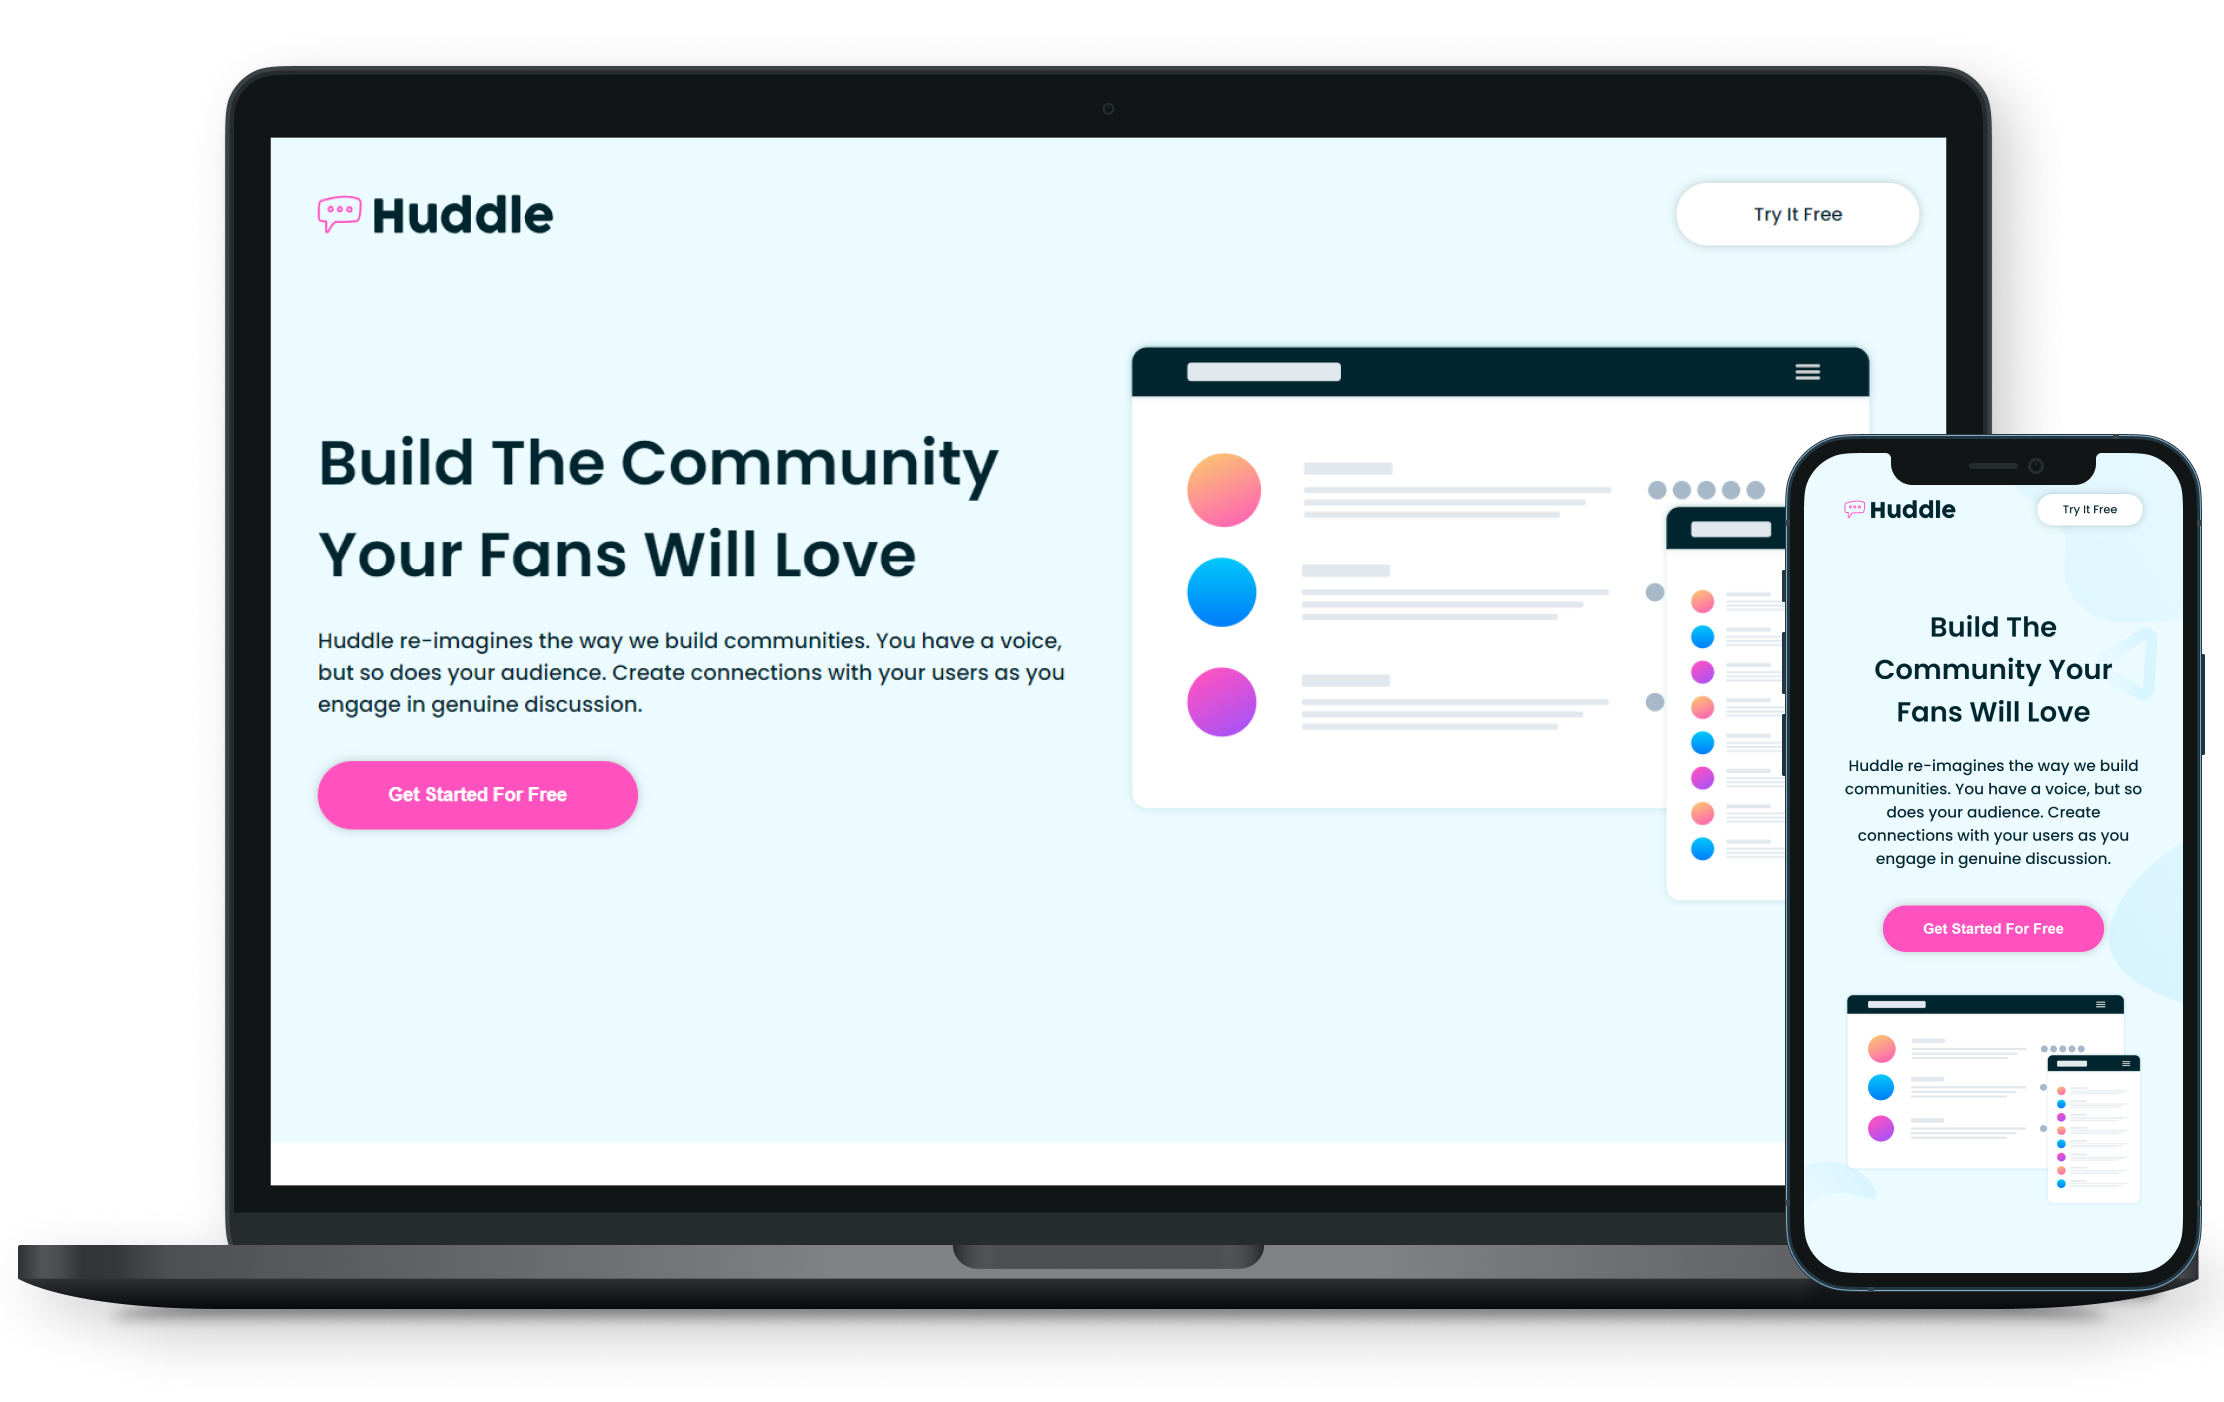 Huddle
Try It Free
Build The Community
Your Fans Will Love
Huddle re-imagines the way we build communities. You have a voice,
but so does your audience. Create connections with your users as you
engage in genuine discussion.
Get Started For Free
Huddle
Try It Free
Build The
Community Your
Fans Will Love
Huddle re-imagines the way we build
communities. You have a voice, but so
does your audience. Create
connections with your users as you
engage in genuine discussion.
Get Started For Free